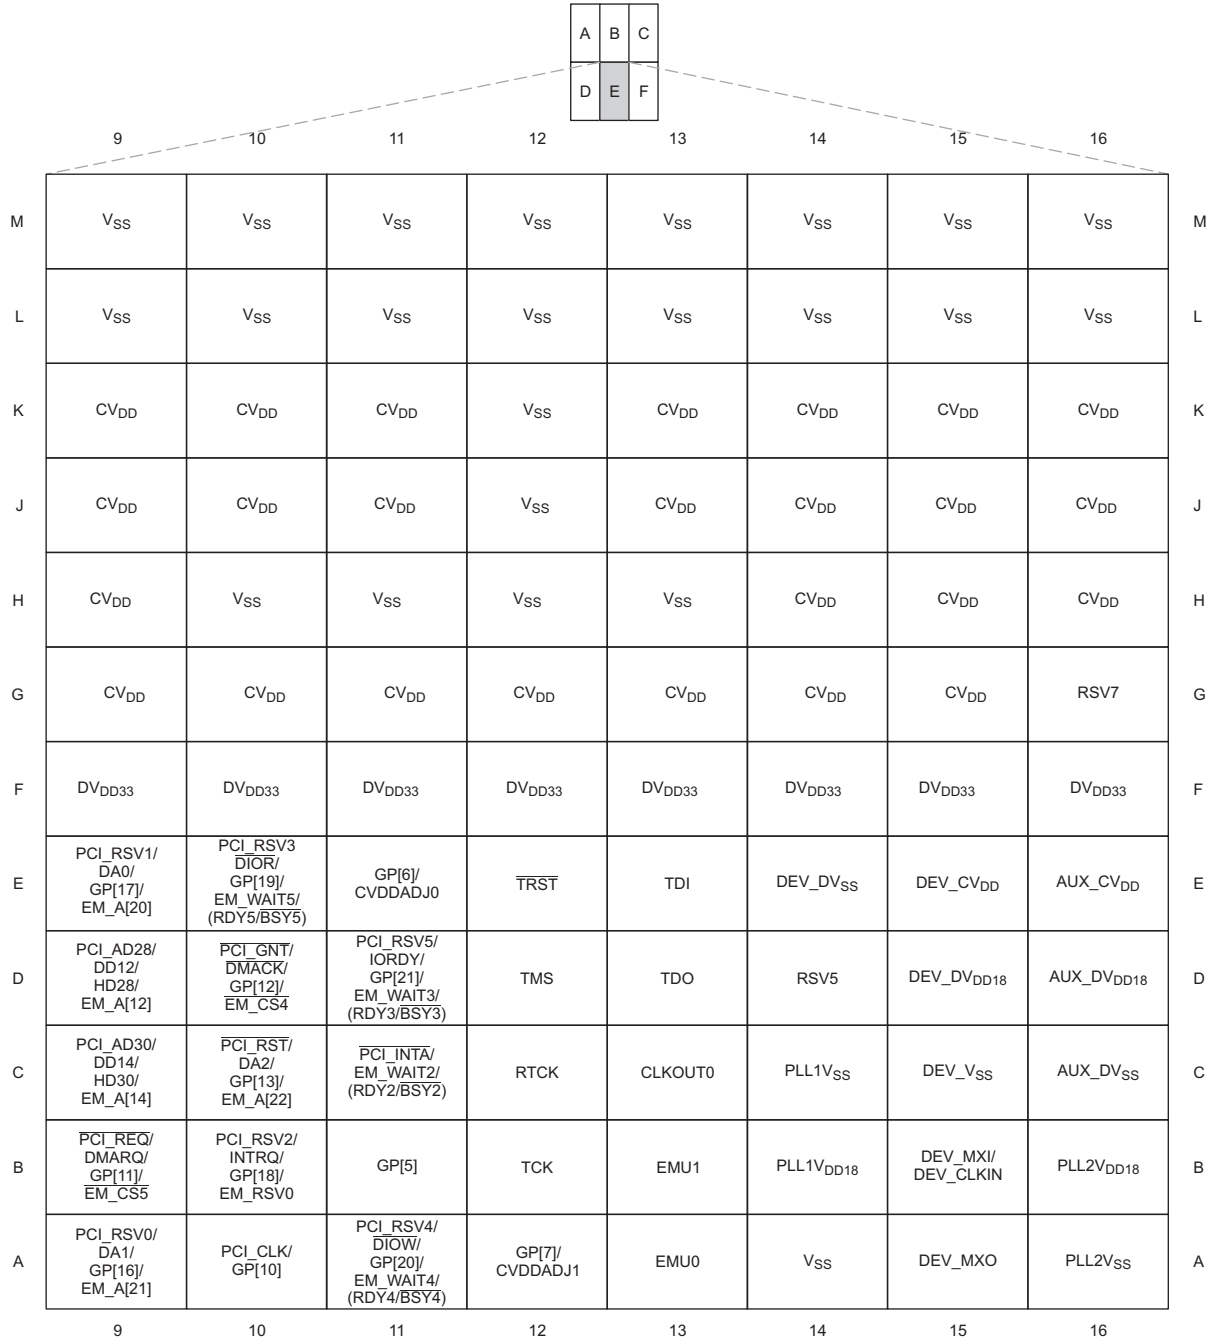 A B C
D E F
9 10 11 12 13 14 15 16
M VSS VSS VSS VSS VSS VSS VSS VSS M
L VSS VSS VSS VSS VSS VSS VSS VSS L
K CVDD CVDD CVDD VSS CVDD CVDD CVDD CVDD K
J CVDD CVDD CVDD VSS CVDD CVDD CVDD CVDD J
H CVDD VSS VSS VSS VSS CVDD CVDD CVDD H
G CVDD CVDD CVDD CVDD CVDD CVDD CVDD RSV7 G
F DVDD33 DVDD33 DVDD33 DVDD33 DVDD33 DVDD33 DVDD33 DVDD33 F
E
PCI_RSV1/
DA0/
GP[17]/
EM_A[20]
PCI_RSV3
DIOR/
GP[19]/
EM_WAIT5/
(RDY5/BSY5)
GP[6]/
CVDDADJ0
TRST
TDI
DEV_DVSS
DEV_CVDD
AUX_CVDD
E
D
PCI_AD28/
DD12/
HD28/
EM_A[12]
PCI_GNT/
DMACK/
GP[12]/
EM_CS4
PCI_RSV5/
IORDY/
GP[21]/
EM_WAIT3/
(RDY3/BSY3)
TMS
TDO
RSV5
DEV_DVDD18
AUX_DVDD18
D
C
PCI_AD30/
DD14/
HD30/
EM_A[14]
PCI_RST/
DA2/
GP[13]/
EM_A[22]
PCI_INTA/
EM_WAIT2/
(RDY2/BSY2)
RTCK
CLKOUT0
PLL1VSS
DEV_VSS
AUX_DVSS
C
B
PCI_REQ/
DMARQ/
GP[11]/
EM_CS5
PCI_RSV2/
INTRQ/
GP[18]/
EM_RSV0
GP[5]
TCK
EMU1
PLL1VDD18
DEV_MXI/
DEV_CLKIN
PLL2VDD18
B
A
PCI_RSV0/
DA1/
GP[16]/
EM_A[21]
PCI_CLK/
GP[10]
PCI_RSV4/
DIOW/
GP[20]/
EM_WAIT4/
(RDY4/BSY4)
GP[7]/
CVDDADJ1
EMU0
VSS
DEV_MXO
PLL2VSS
A
9 10 11 12 13 14 15 16